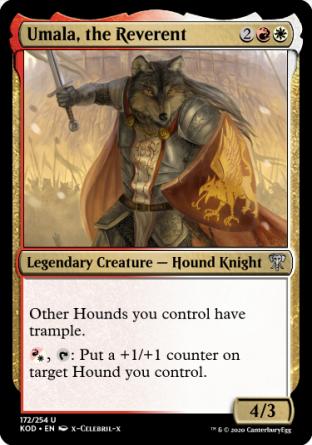 Umala, the Reverent 2
Legendary Creature — Hound Knight
Other Hounds you control have
trample.
, : Put a +1/+1 counter on
target Hound you control.
4/3
172/254 U
KOD • EN X-CELEBRIL-X
™ & © 2020 CanterburyEgg